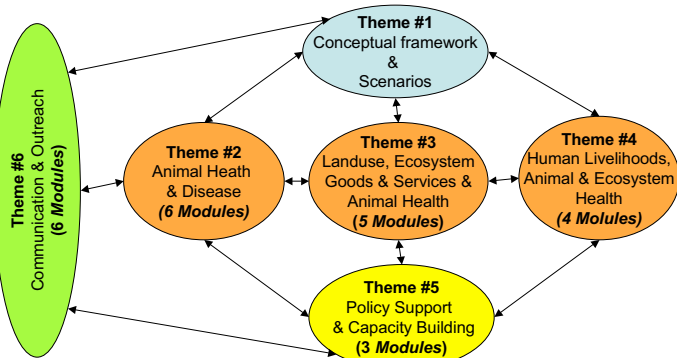 Theme #1
Conceptual framework
&
Scenarios
Theme #6
Communication & Outreach
(6 Modules)
Theme #2
Animal Heath
& Disease
(6 Modules)
Theme #3
Landuse, Ecosystem
Goods & Services &
Animal Health
(5 Modules)
Theme #4
Human Livelihoods,
Animal & Ecosystem
Health
(4 Molules)
Theme #5
Policy Support
& Capacity Building
(3 Modules)